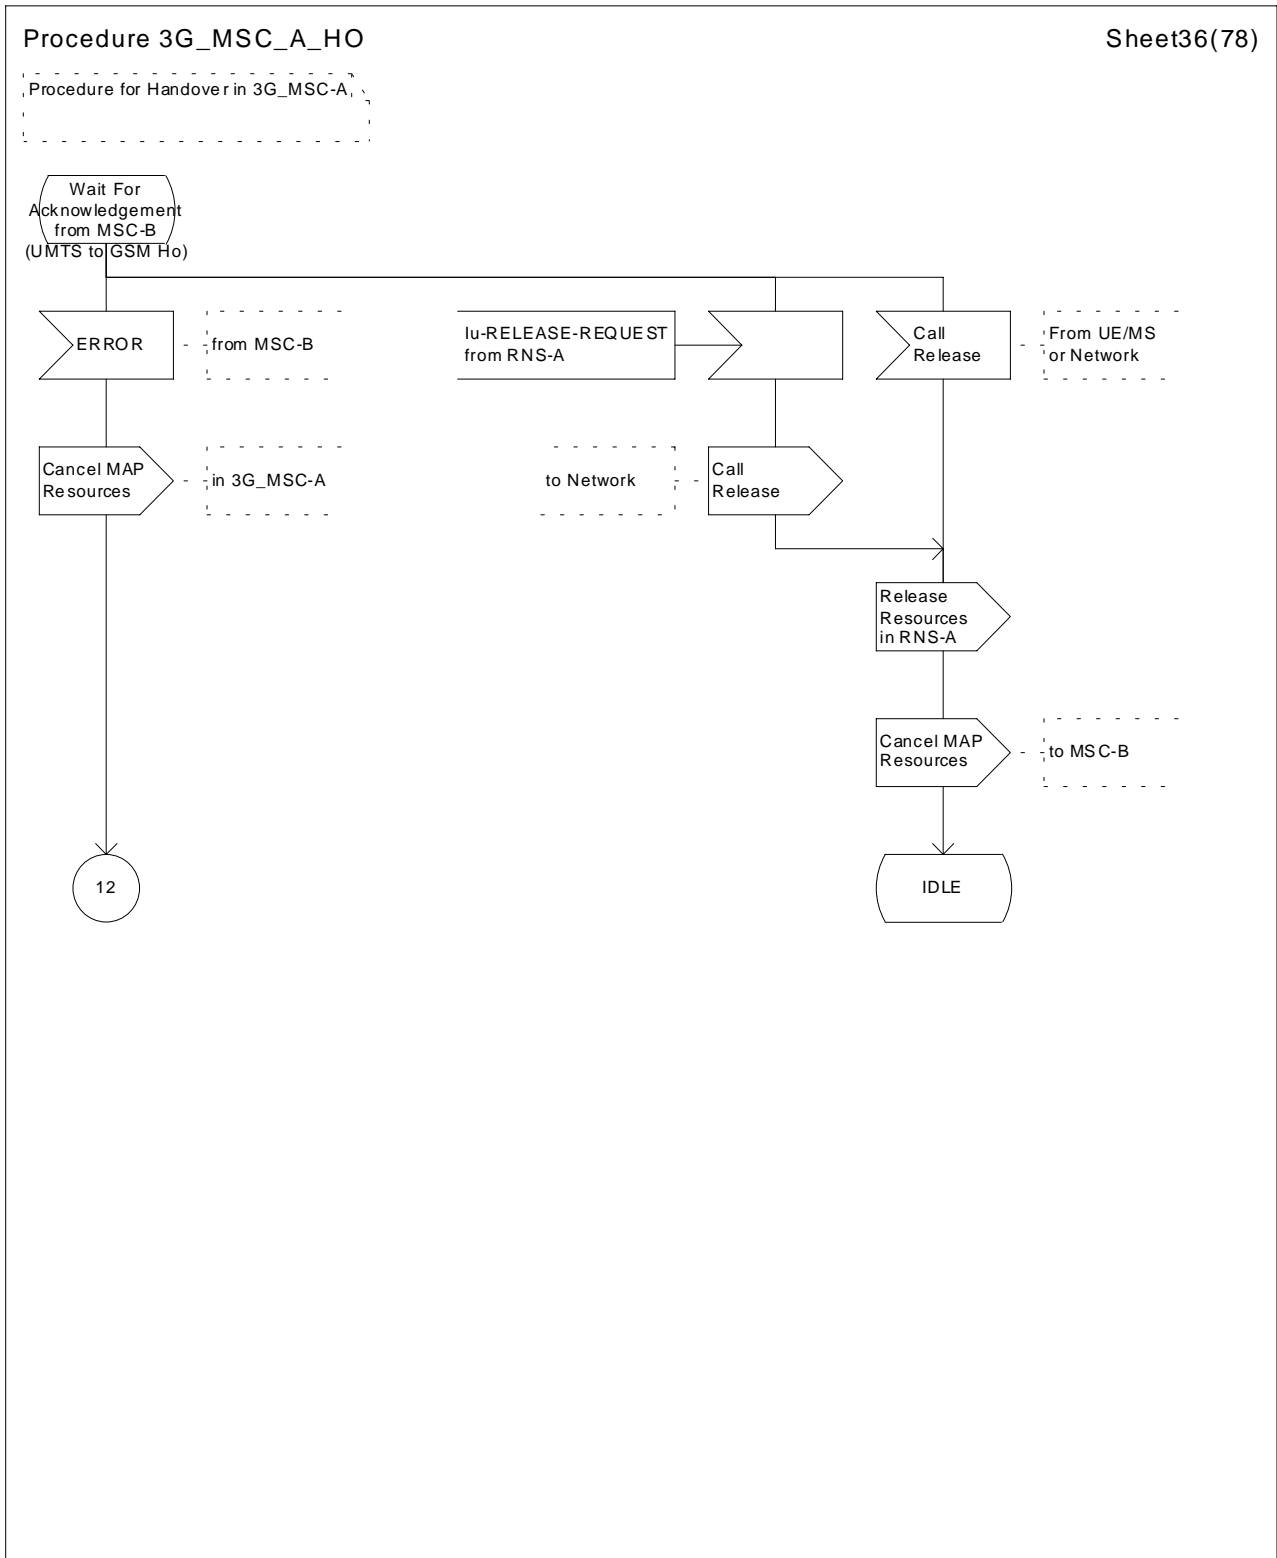 Procedure 3G_MSC_A_HO
Sheet36(78)
Procedure for Handover in 3G_MSC-A
Wait For
Acknowledgement
from MSC-B
(UMTS to GSM Ho)
ERROR
from MSC-B
Iu-RELEASE-REQUEST
from RNS-A
Call
Release
From UE/MS
or Network
Cancel MAP
Resources
in 3G_MSC-A
to Network
Call
Release
Release
Resources
in RNS-A
Cancel MAP
Resources
to MSC-B
12
IDLE